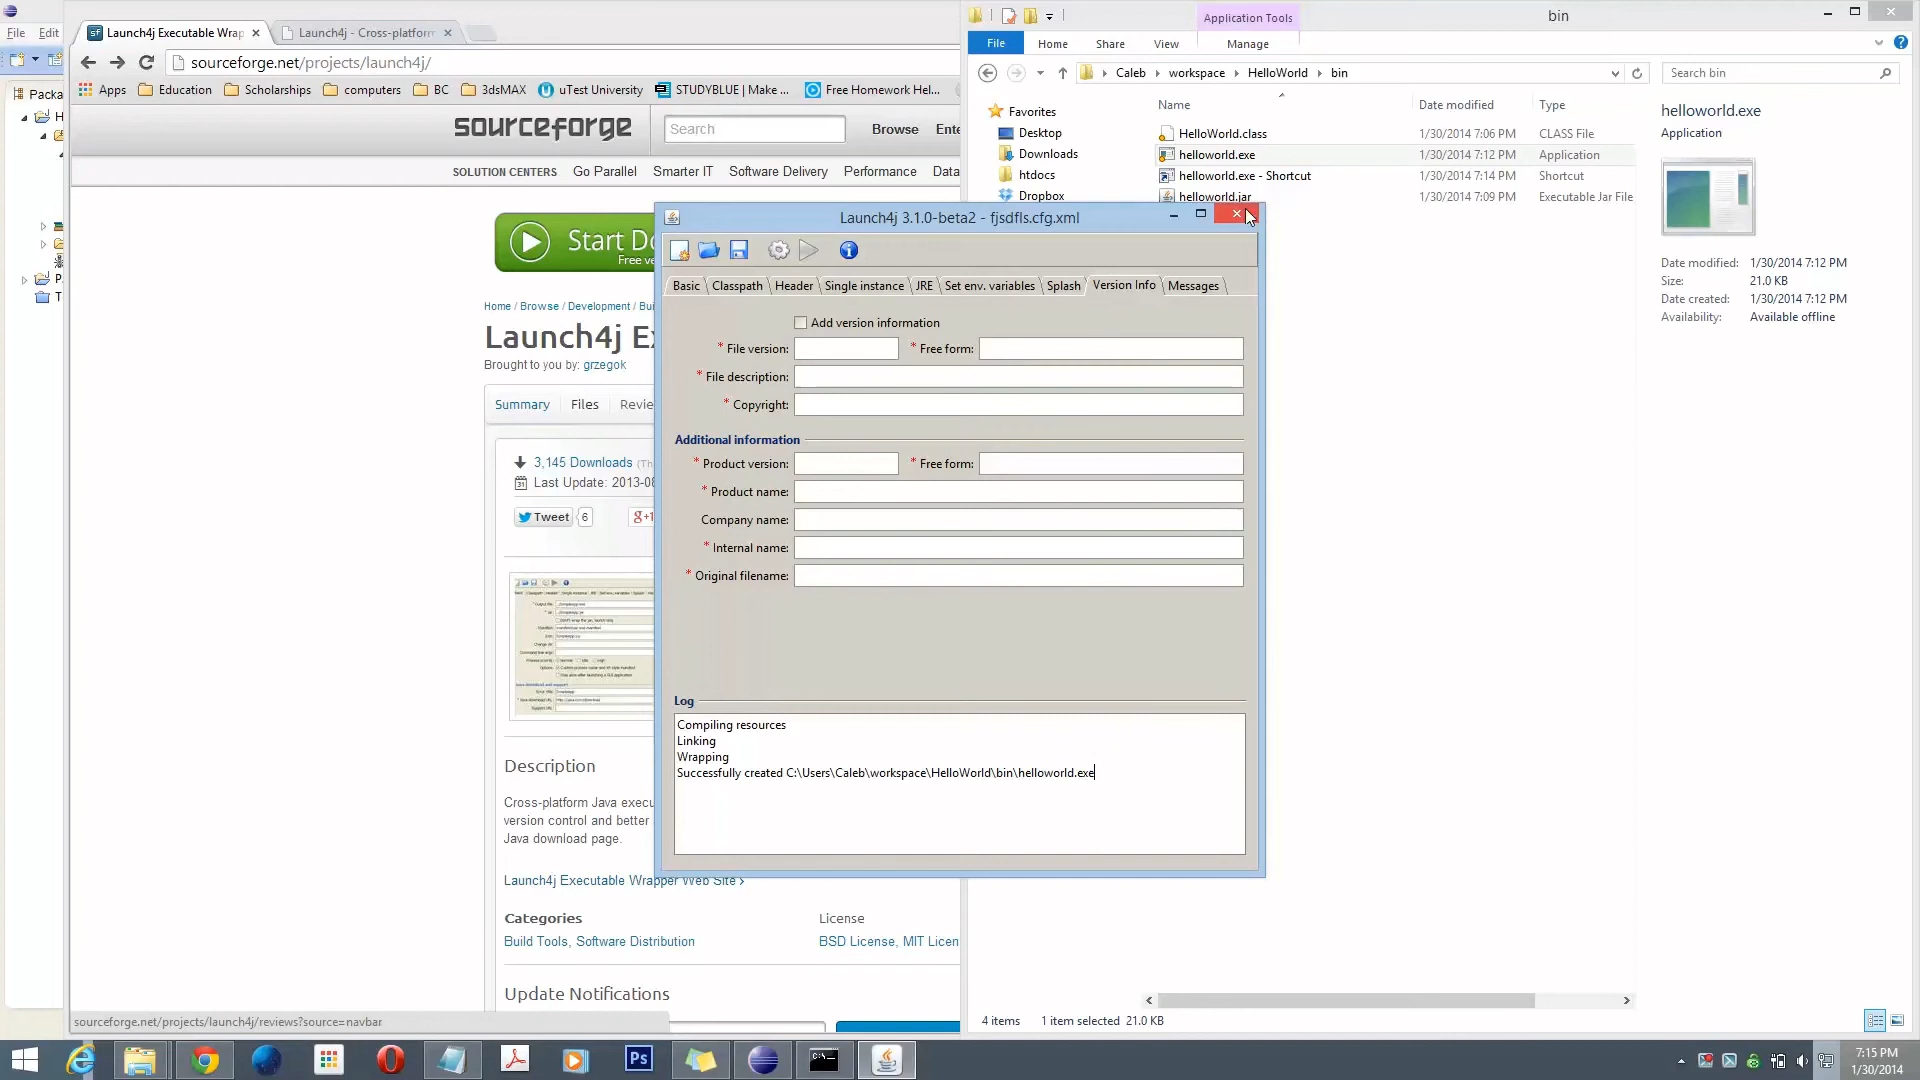 File Edit
Packa
Launch4j Executable Wrap
Launch4j - Cross-platform
sourceforge.net/projects/launch4j/
Apps Education Scholarships computers BC 3dsMAX uTest University STUDYBLUE | Make ... Free Homework Hel...
sourceforge
Search
Browse
SOLUTION CENTERS Go Parallel Smarter IT Software Delivery Performance Data
Start
Free
Home / Browse / Development /
Launch4j
Brought to you by: grzegok
Summary Files
3,145 Downloads
Last Update:
Tweet 6
Description
Cross-platform Java
version control and better
Java download page.
Launch4j Executable Wrapper Web Site ›
Categories
License
Build Tools, Software Distribution
BSD License, MIT
Update Notifications
sourceforge.net/projects/launch4j/reviews?source=navbar
Application Tools
bin
File Home Share View Manage
Caleb workspace HelloWorld bin
Search bin
Favorites
Desktop
Downloads
htdocs
Dropbox
Name Date modified Type
HelloWorld.class 1/30/2014 7:06 PM CLASS File
helloworld.exe 1/30/2014 7:12 PM Application
helloworld.exe - Shortcut 1/30/2014 7:14 PM Shortcut
helloworld.jar 1/30/2014 7:09 PM Executable Jar File
helloworld.exe
Application
Date modified: 1/30/2014 7:12 PM
Size: 21.0 KB
Date created: 1/30/2014 7:12 PM
Availability: Available offline
4 items 1 item selected 21.0 KB
Launch4j 3.1.0-beta2 - fjsdfls.cfg.xml
Basic Classpath Header Single instance JRE Set env. variables Splash Version Info Messages
Add version information
* File version: * Free form:
* File description:
* Copyright:
Additional information
* Product version: * Free form:
* Product name:
Company name:
* Internal name:
* Original filename:
Log
Compiling resources
Linking
Wrapping
Successfully created C:\Users\Caleb\workspace\HelloWorld\bin\helloworld.exe
Ps
7:15 PM
1/30/2014